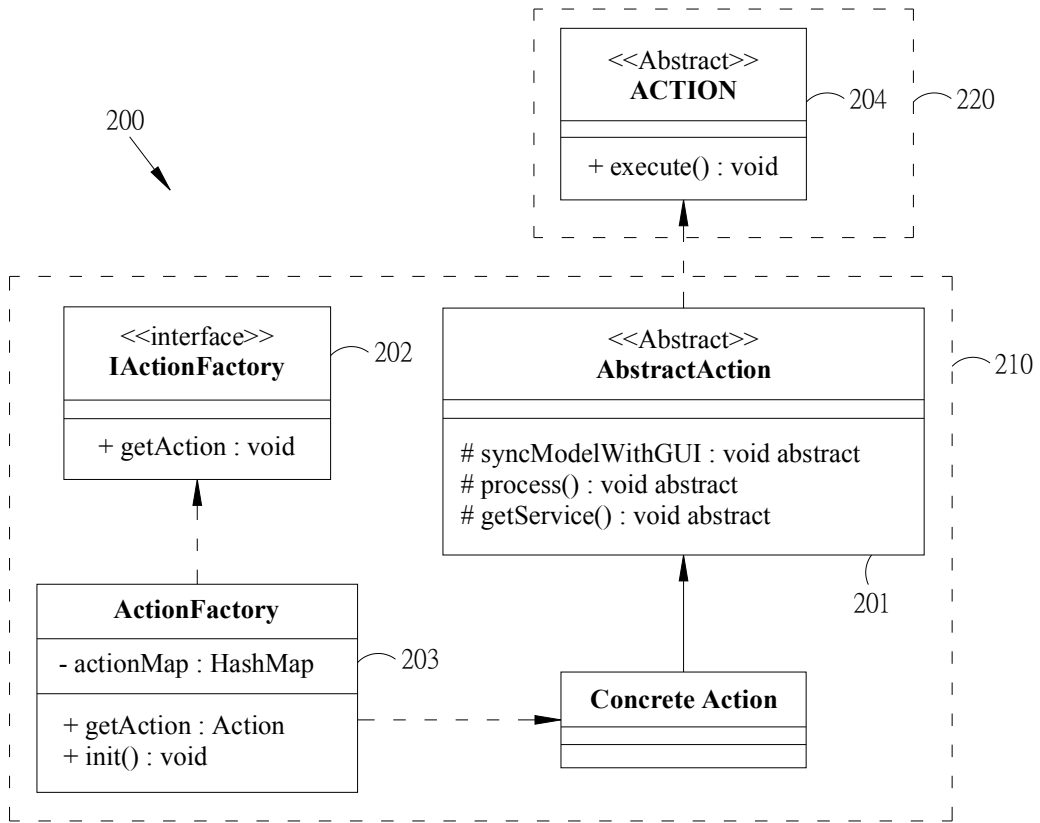 <<Abstract>>
ACTION
+ execute() : void
204
220
200
<<interface>>
IActionFactory
+ getAction : void
202
<<Abstract>>
AbstractAction
# syncModelWithGUI : void abstract
# process() : void abstract
# getService() : void abstract
210
201
ActionFactory
- actionMap : HashMap
+ getAction : Action
+ init() : void
203
Concrete Action